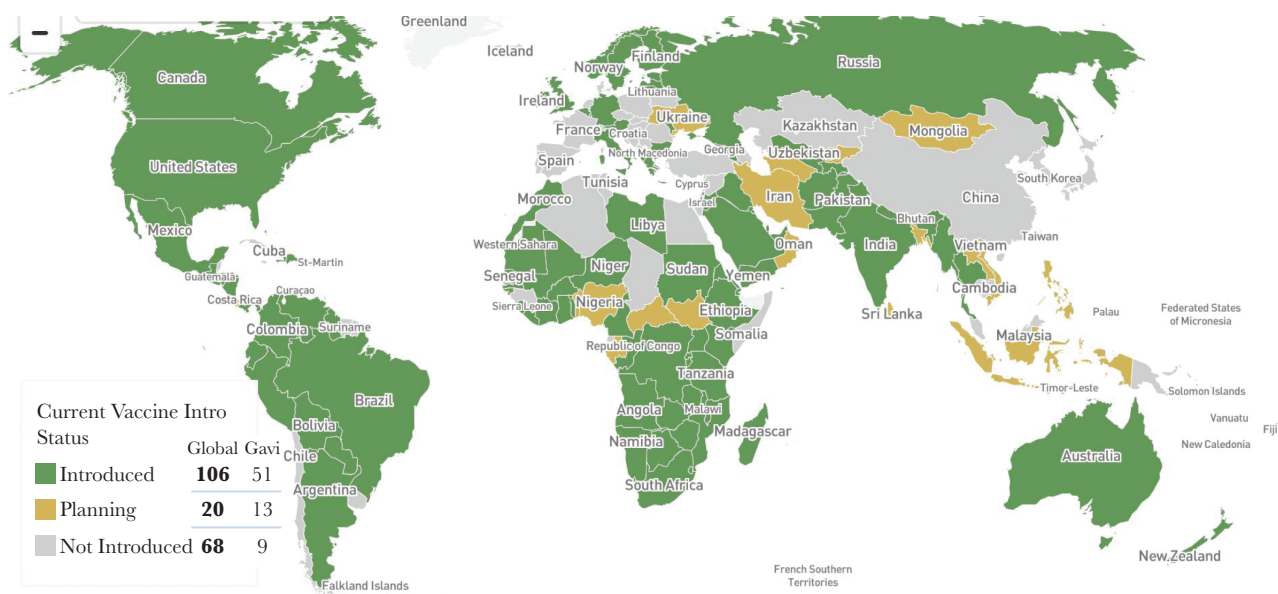 Greenland
Iceland
Finland
Norway
Russia
Canada
Ireland
Lithuania
Ukraine
France
Croatia
Kazakhstan
Mongolia
United States
Spain
North Macedonia
Georgia
Uzbekistan
South Korea
Tunisia
Cyprus
Israel
Iran
Pakistan
China
Morocco
Mexico
Libya
Bhutan
Taiwan
Cuba
St-Martin
Western Sahara
Oman
India
Vietnam
Guatemala
Senegal
Niger
Sudan
Yemen
Curaçao
Cambodia
Costa Rica
Sierra Leone
Nigeria
Ethiopia
Sri Lanka
Palau
Federated States
of Micronesia
Colombia
Suriname
Somalia
Malaysia
Republic of Congo
Tanzania
Timor-Leste
Solomon Islands
Brazil
Angola
Malawi
Vanuatu
Bolivia
Madagascar
Fiji
Namibia
New Caledonia
Chile
Australia
Argentina
South Africa
New Zealand
French Southern
Territories
Falkland Islands
Current Vaccine Intro
Status
Global Gavi
Introduced 106 51
Planning 20 13
Not Introduced 68 9